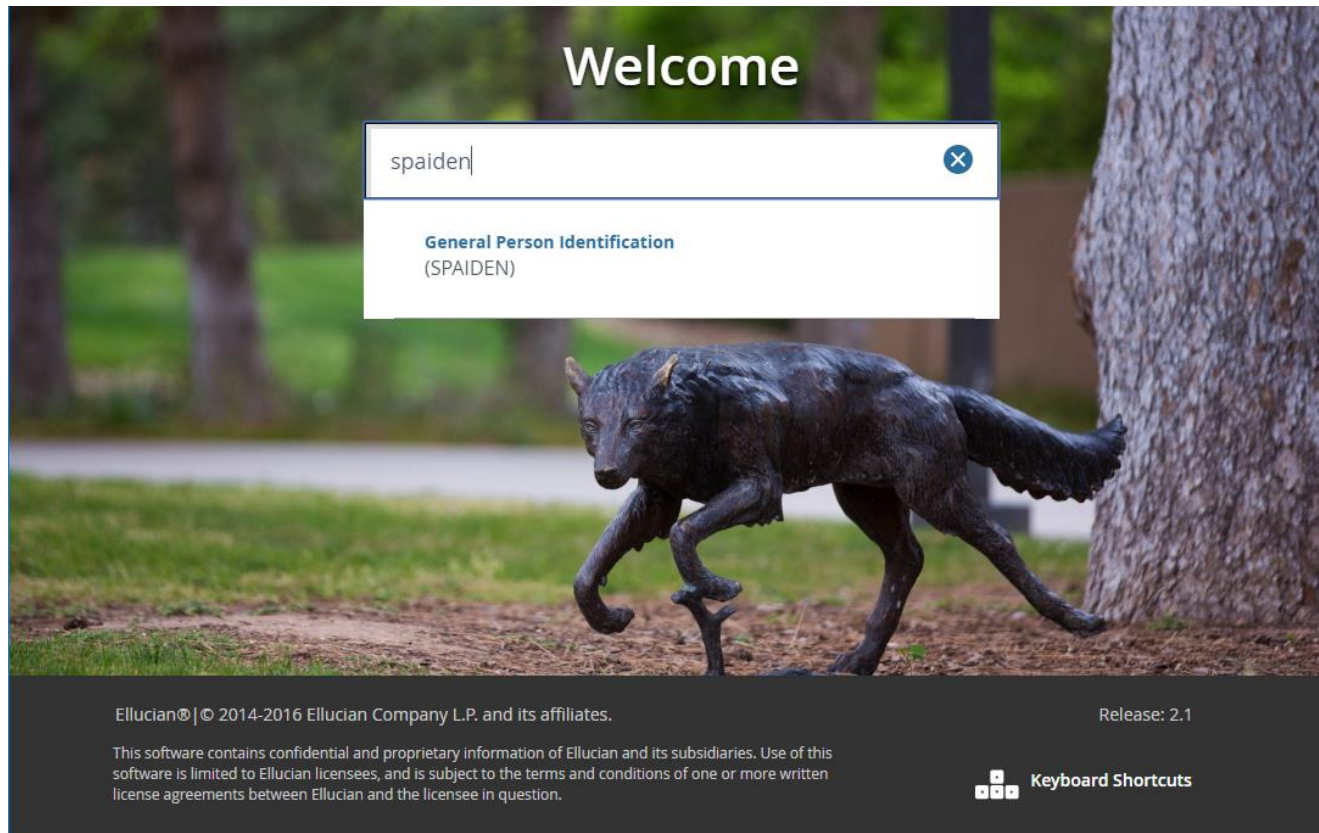 Welcome
spaiden
General Person Identification
(SPAIDEN)
Ellucian®|© 2014-2016 Ellucian Company L.P. and its affiliates.
Release: 2.1
This software contains confidential and proprietary information of Ellucian and its subsidiaries. Use of this
software is limited to Ellucian licensees, and is subject to the terms and conditions of one or more written
license agreements between Ellucian and the licensee in question.
Keyboard Shortcuts